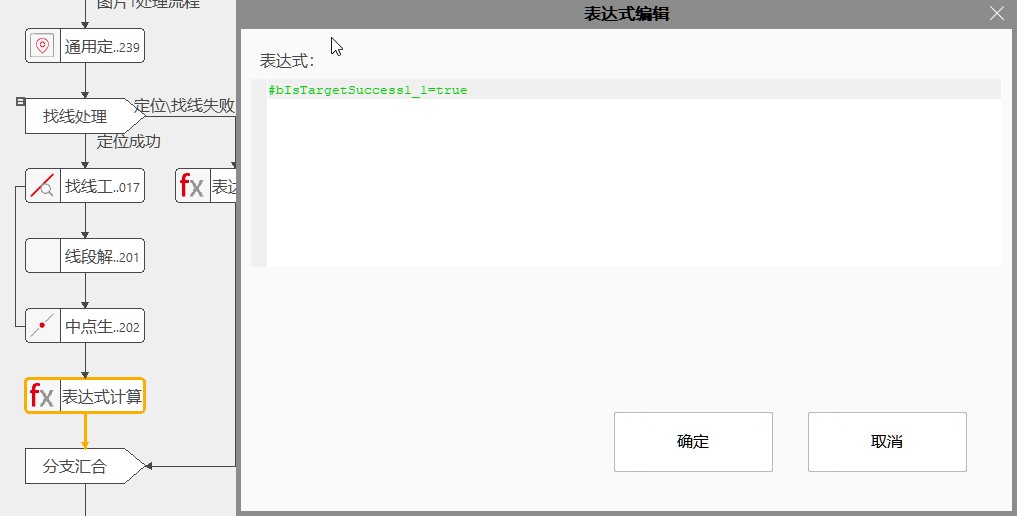 图片1处理流程
通用定..239
定位\找线失败
找线处理
定位成功
找线工..017
fx 表达
线段解..201
中点生..202
fx 表达式计算
分支汇合
表达式编辑
表达式：
#bIsTargetSuccess1_1=true
确定
取消